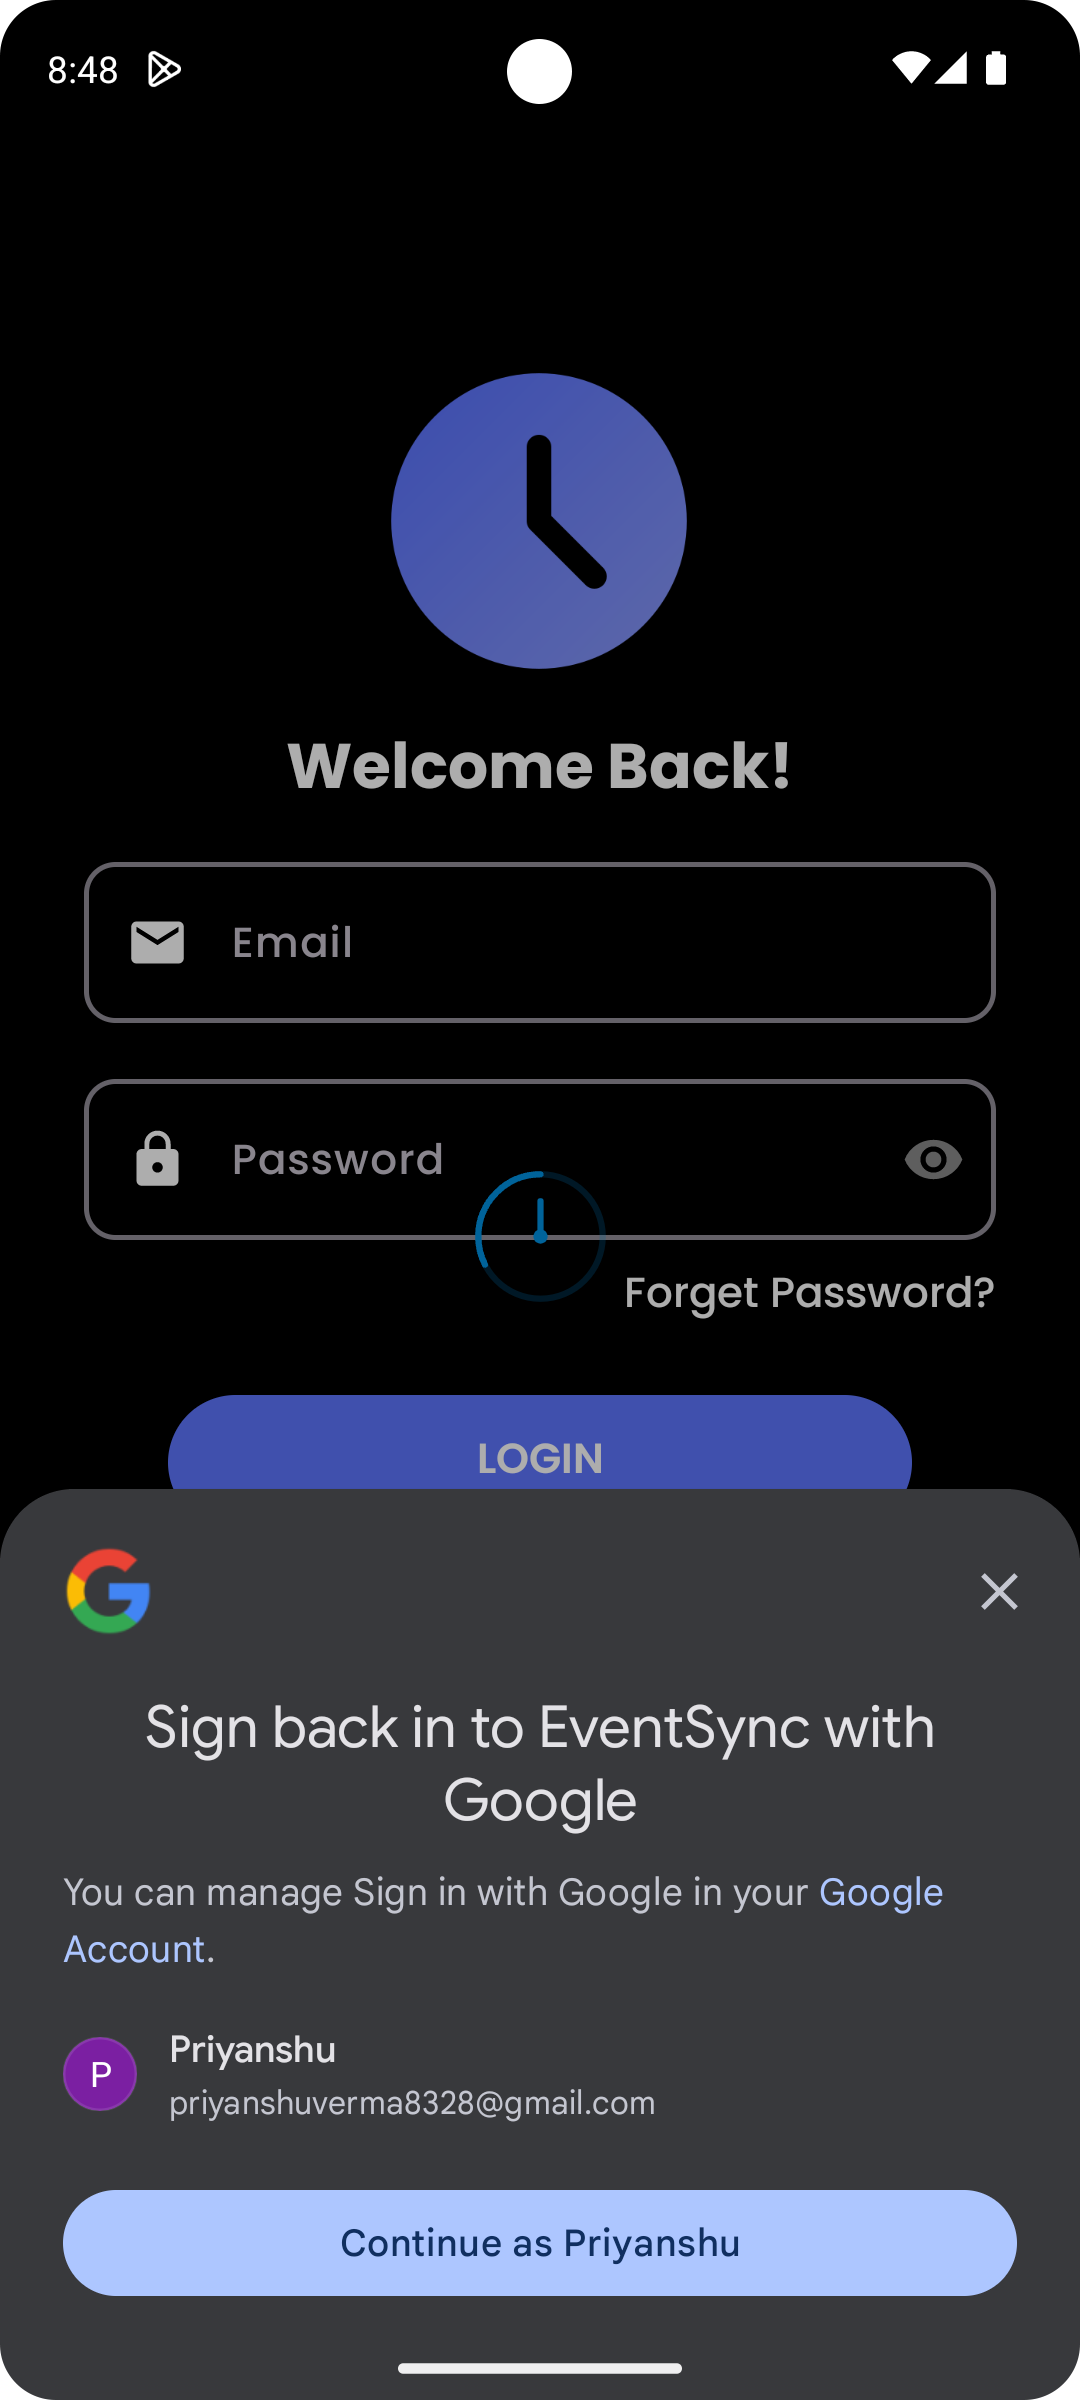 8:48
Welcome Back!
Email
Password
Forget Password?
LOGIN
Sign back in to EventSync with
Google
You can manage Sign in with Google in your Google
Account.
P
Priyanshu
priyanshuverma8328@gmail.com
Continue as Priyanshu